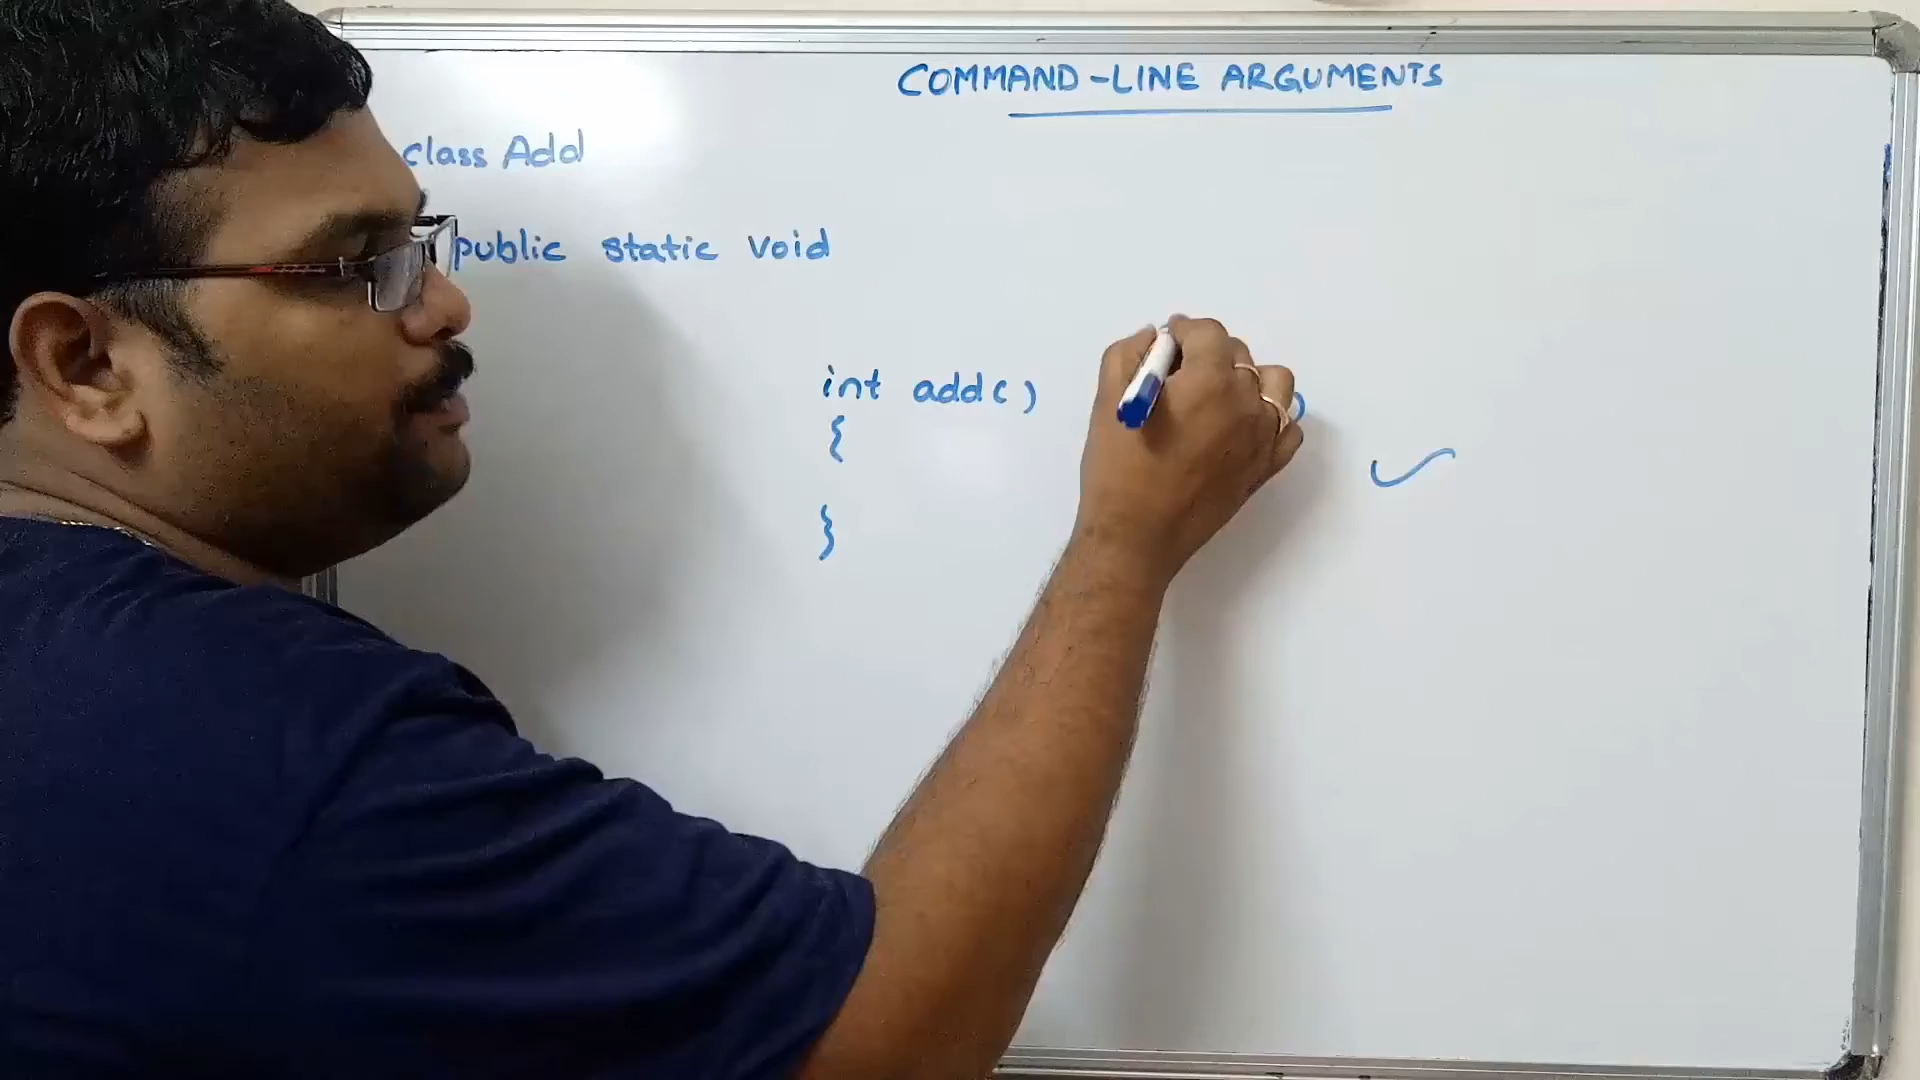 COMMAND-LINE ARGUMENTS
class Add
public static void
int add()
{
}